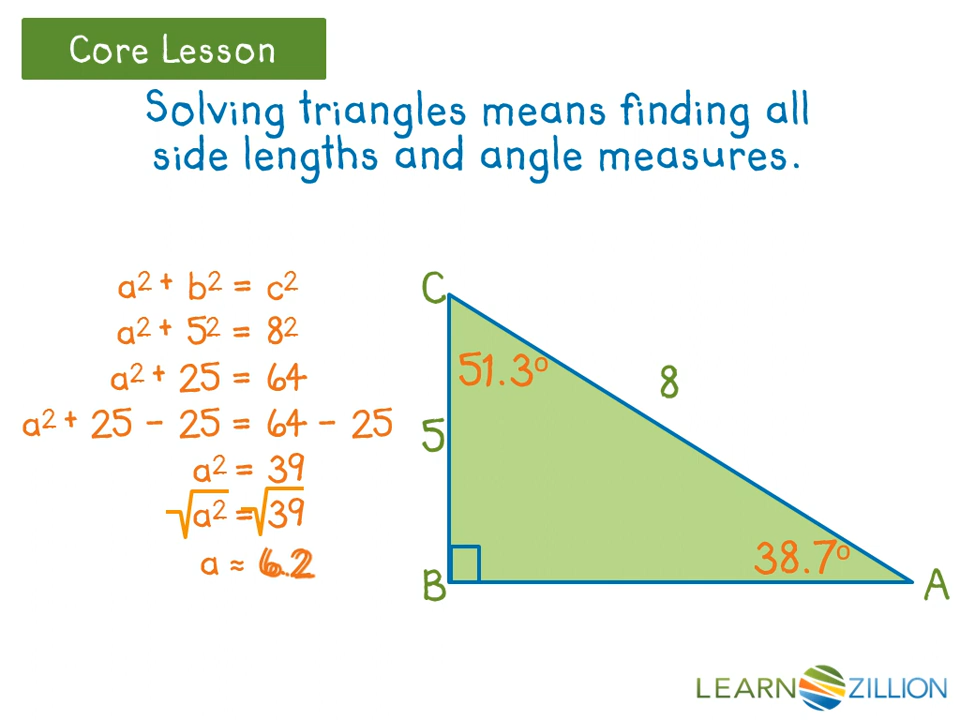 Core Lesson
Solving triangles means finding all
side lengths and angle measures.
a² + b² = c²
a² + 5² = 8²
a² + 25 = 64
a² + 25 - 25 = 64 - 25
a² = 39
√a² = √39
a ≈ 6.2
C
51.3°
8
5
38.7°
B
A
LEARN ZILLION